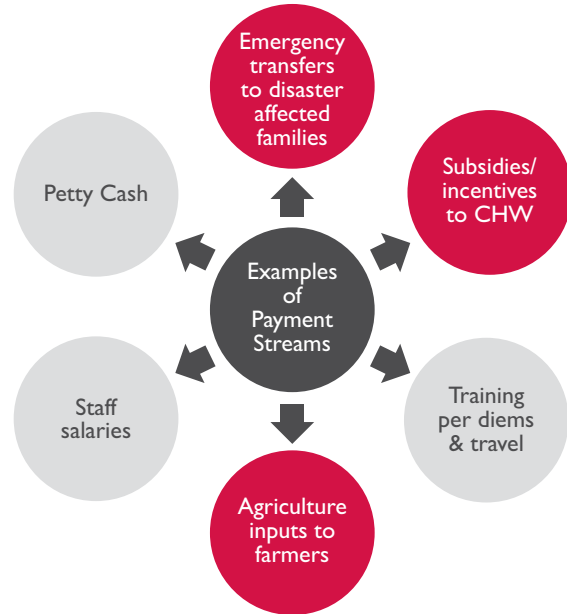 Emergency
transfers
to disaster
affected
families
Petty Cash
Subsidies/
incentives
to CHW
Examples
of
Payment
Streams
Staff
salaries
Training
per diems
& travel
Agriculture
inputs to
farmers